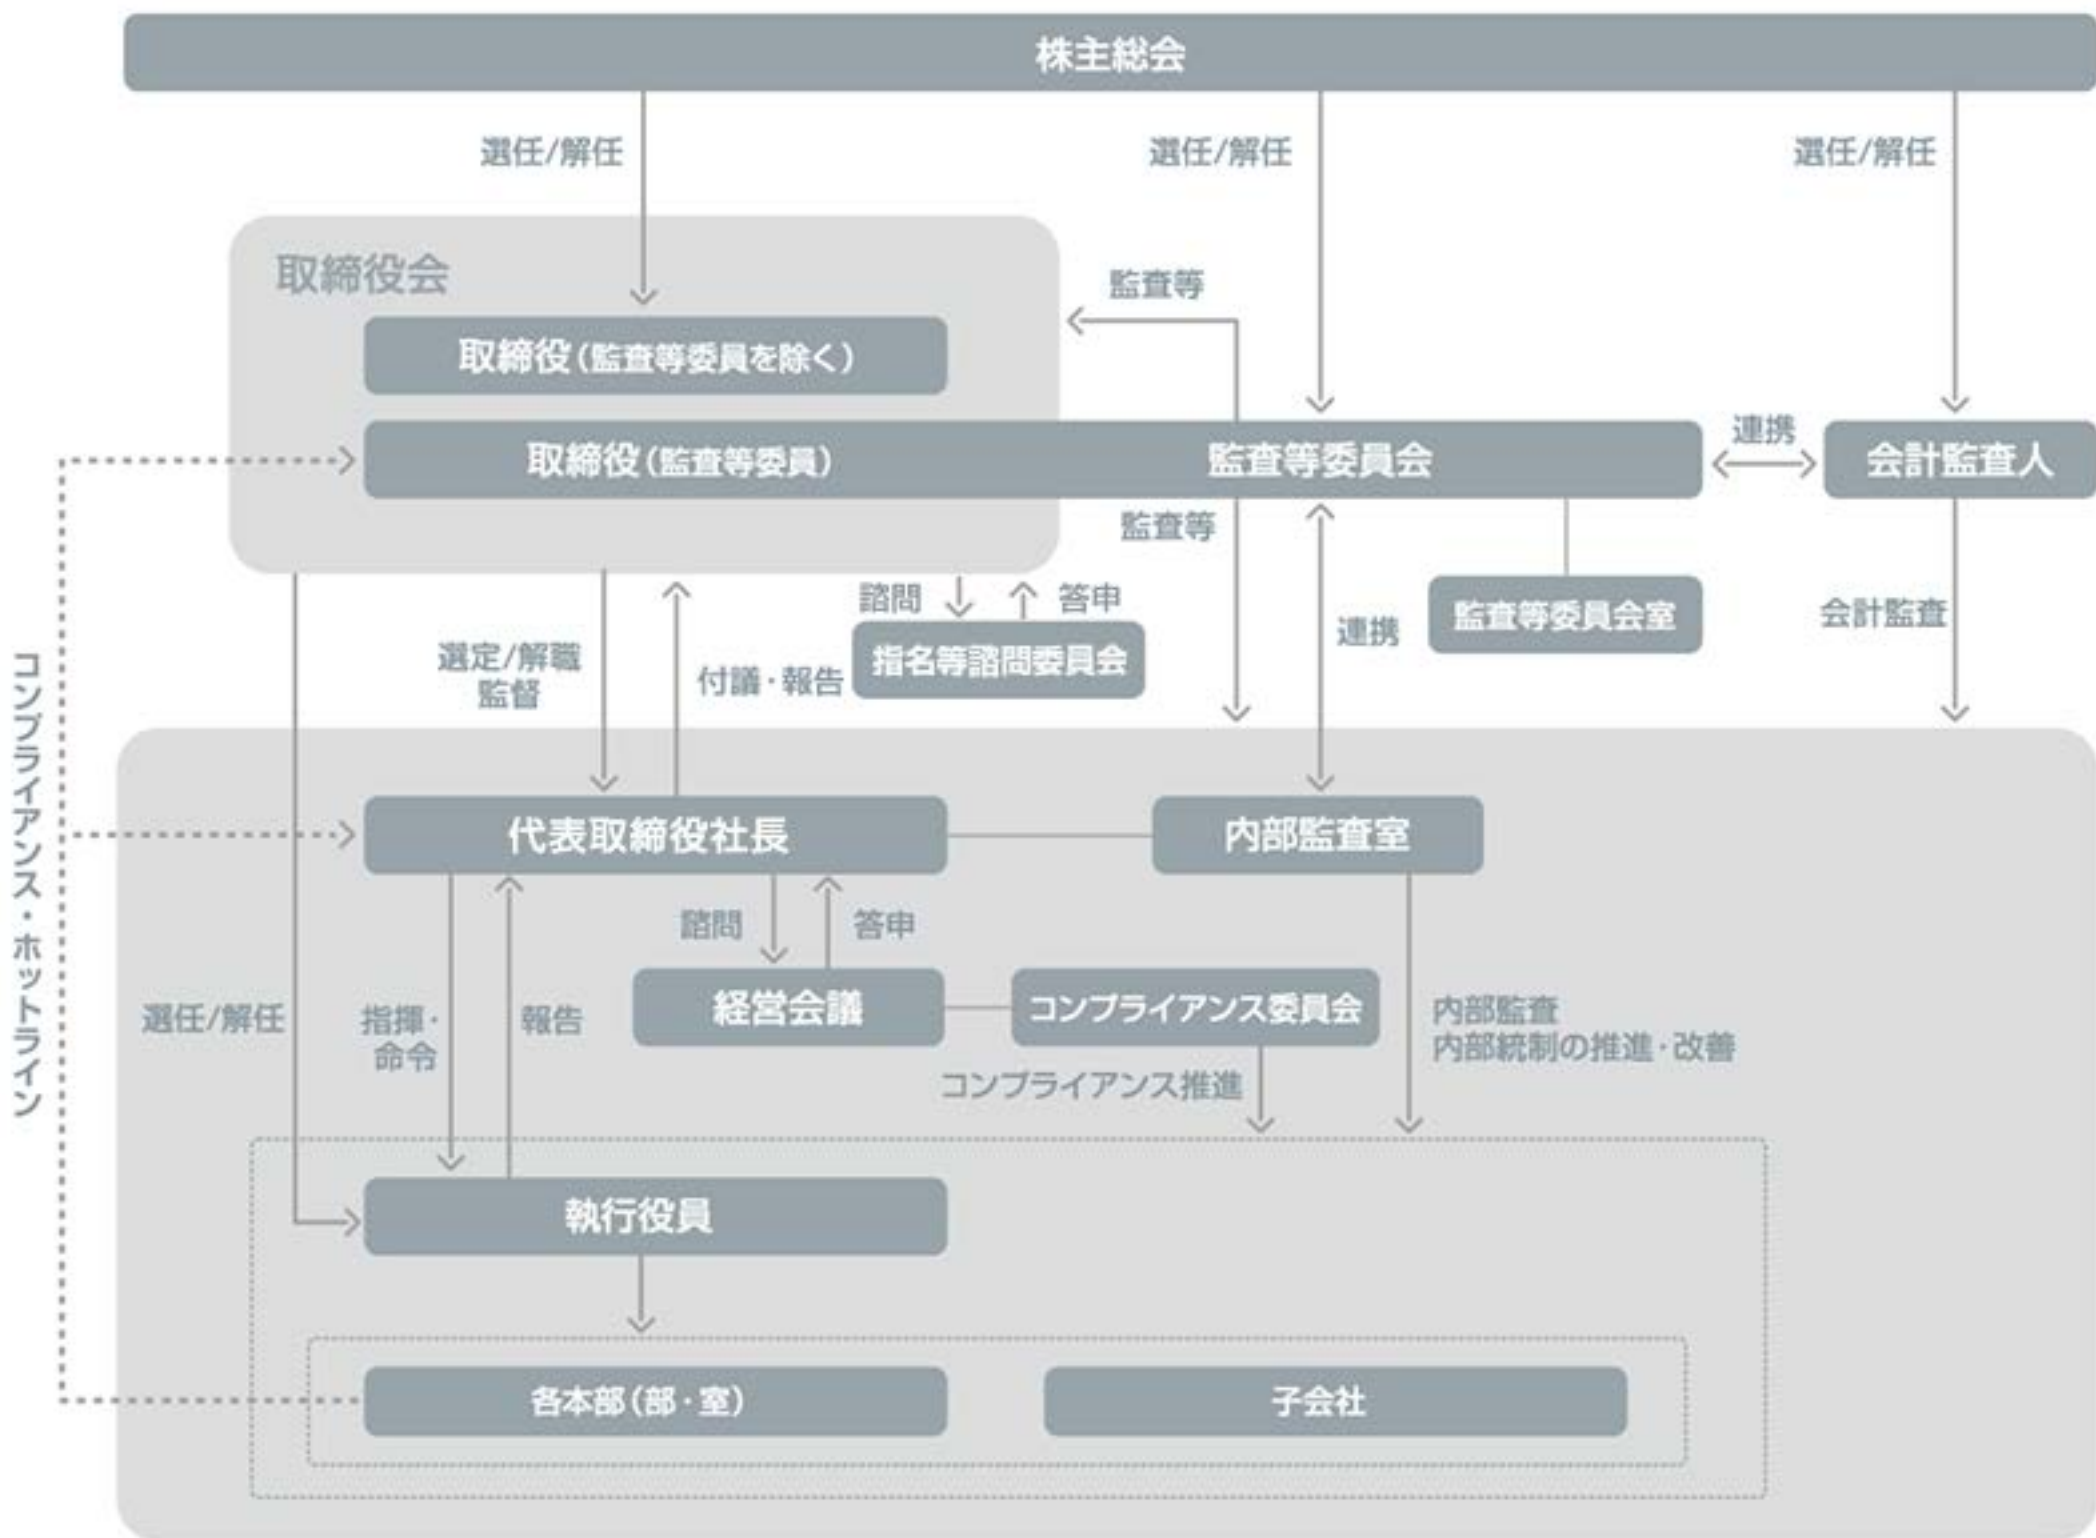 株主総会
選任/解任
選任/解任
選任/解任
取締役会
監査等
取締役（監査等委員を除く）
取締役（監査等委員）
監査等委員会
連携
会計監査人
監査等
諮問
答申
監査等委員会室
会計監査
連携
指名等諮問委員会
選定/解職
監督
付議・報告
コンプライアンス・ホットライン
代表取締役社長
内部監査室
諮問
答申
経営会議
コンプライアンス委員会
選任/解任
指揮・
命令
報告
内部監査
内部統制の推進・改善
コンプライアンス推進
執行役員
各本部（部・室）
子会社